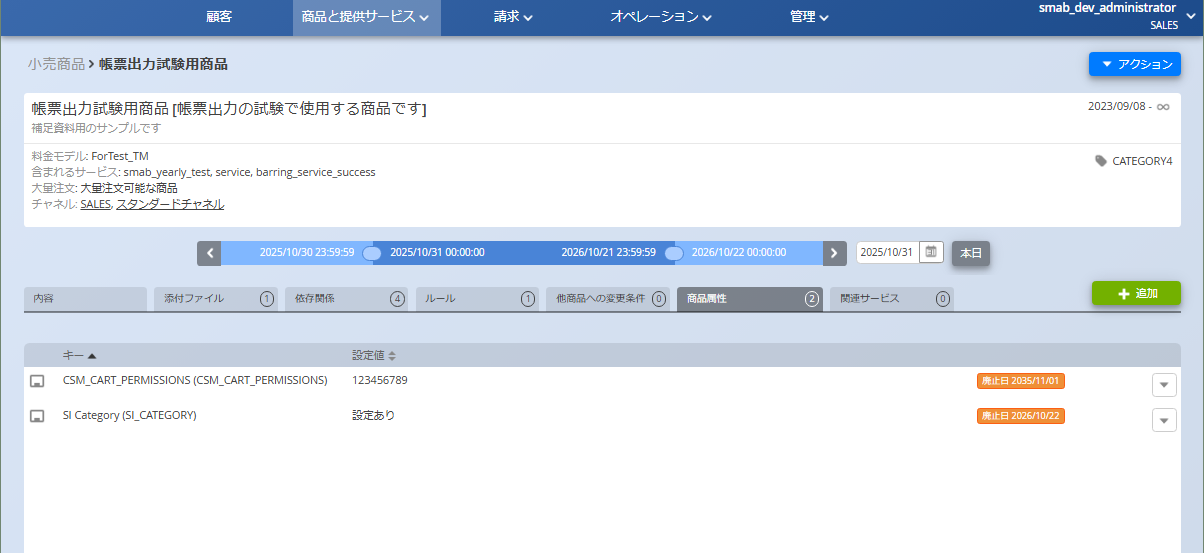 顧客 商品と提供サービス 請求 オペレーション 管理 smab_dev_administrator
SALES
小売商品 › 帳票出力試験用商品 アクション
帳票出力試験用商品 [帳票出力の試験で使用する商品です] 2023/09/08 - ∞
補足資料用のサンプルです
料金モデル: ForTest_TM CATEGORY4
含まれるサービス: smab_yearly_test, service, barring_service_success
大量注文: 大量注文可能な商品
チャネル: SALES, スタンダードチャネル
2025/10/30 23:59:59 2025/10/31 00:00:00 2026/10/21 23:59:59 2026/10/22 00:00:00 2025/10/31 本日
内容 添付ファイル 1 依存関係 4 ルール 1 他商品への変更条件 0 商品属性 2 関連サービス 0 追加
キー 設定値
CSM_CART_PERMISSIONS (CSM_CART_PERMISSIONS) 123456789 廃止日 2035/11/01
SI Category (SI_CATEGORY) 設定あり 廃止日 2026/10/22